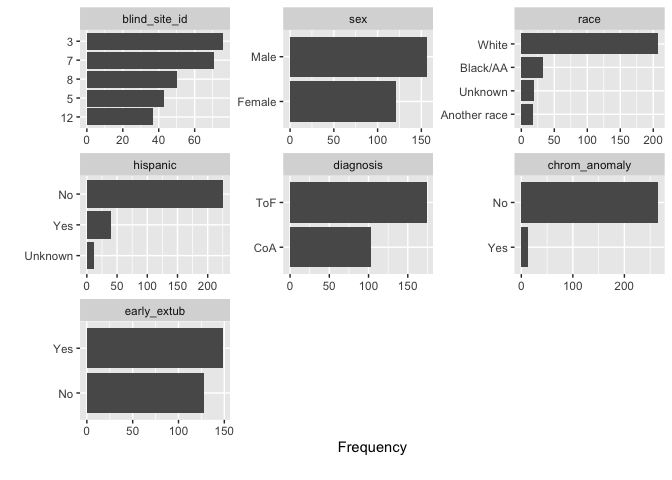 blind_site_id
3
7
8
5
12
0 20 40 60
sex
Male
Female
0 50 100 150
race
White
Black/AA
Unknown
Another race
0 50 100 150 200
hispanic
No
Yes
Unknown
0 50 100 150 200
diagnosis
ToF
CoA
0 50 100 150
chrom_anomaly
No
Yes
0 100 200
early_extub
Yes
No
0 50 100 150
Frequency